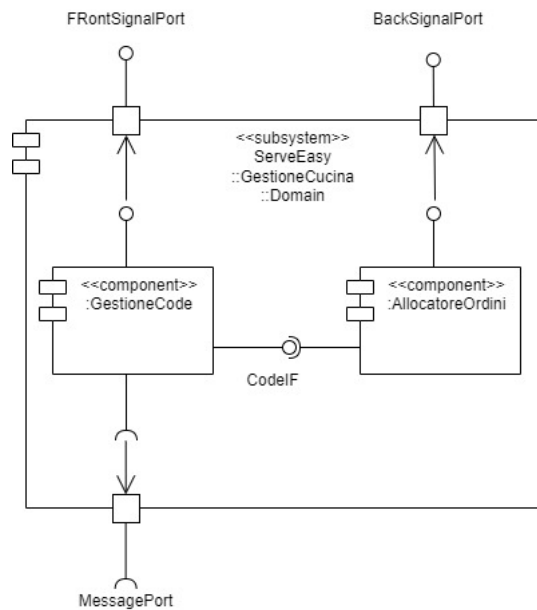 FRontSignalPort
BackSignalPort
<<subsystem>>
ServeEasy
::GestioneCucina
::Domain
<<component>>
:GestioneCode
<<component>>
:AllocatoreOrdini
CodeIF
MessagePort